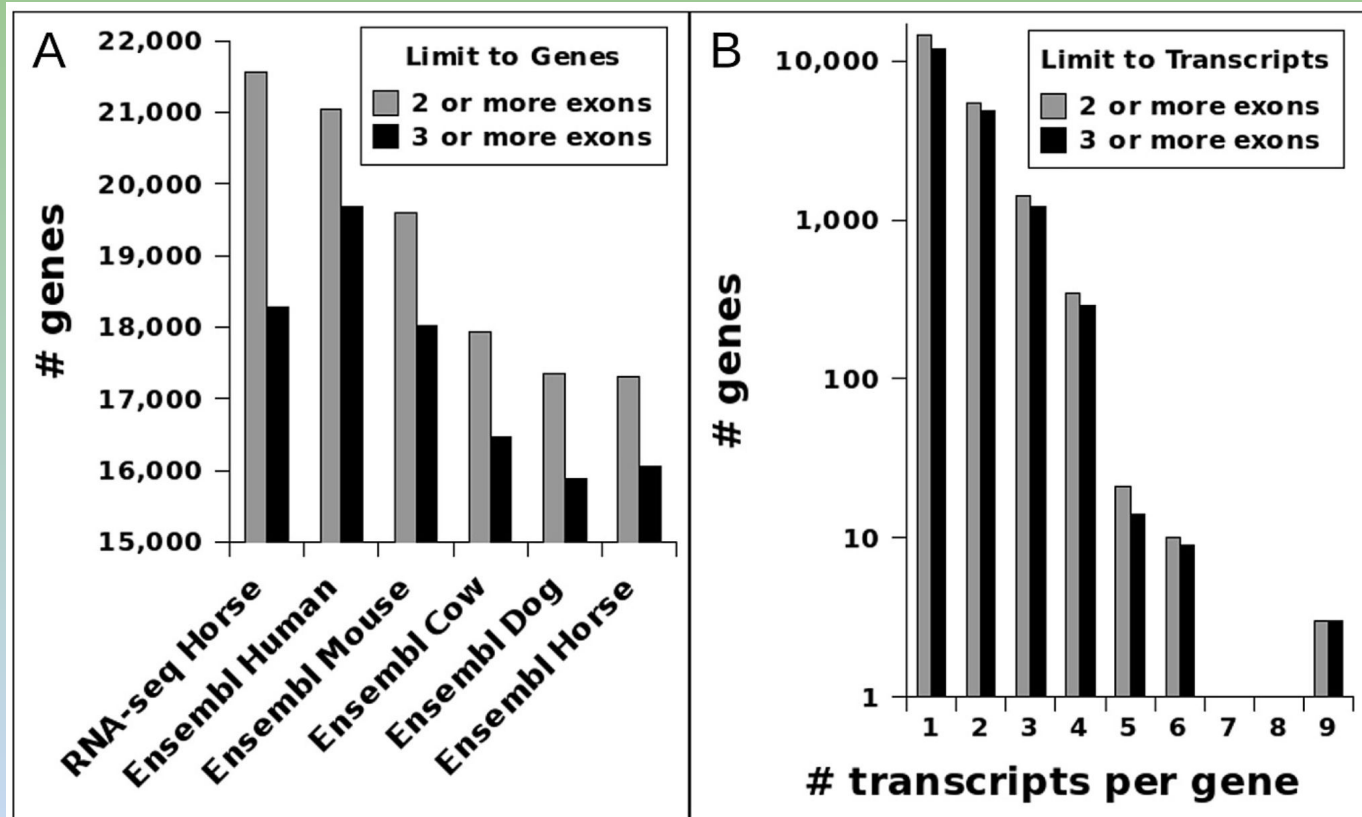 A
# genes
22,000
21,000
20,000
19,000
18,000
17,000
16,000
15,000
Limit to Genes
2 or more exons
3 or more exons
RNA-seq Horse
Ensembl Human
Ensembl Mouse
Ensembl Cow
Ensembl Dog
Ensembl Horse
B
# genes
10,000
1,000
100
10
1
Limit to Transcripts
2 or more exons
3 or more exons
1 2 3 4 5 6 7 8 9
# transcripts per gene